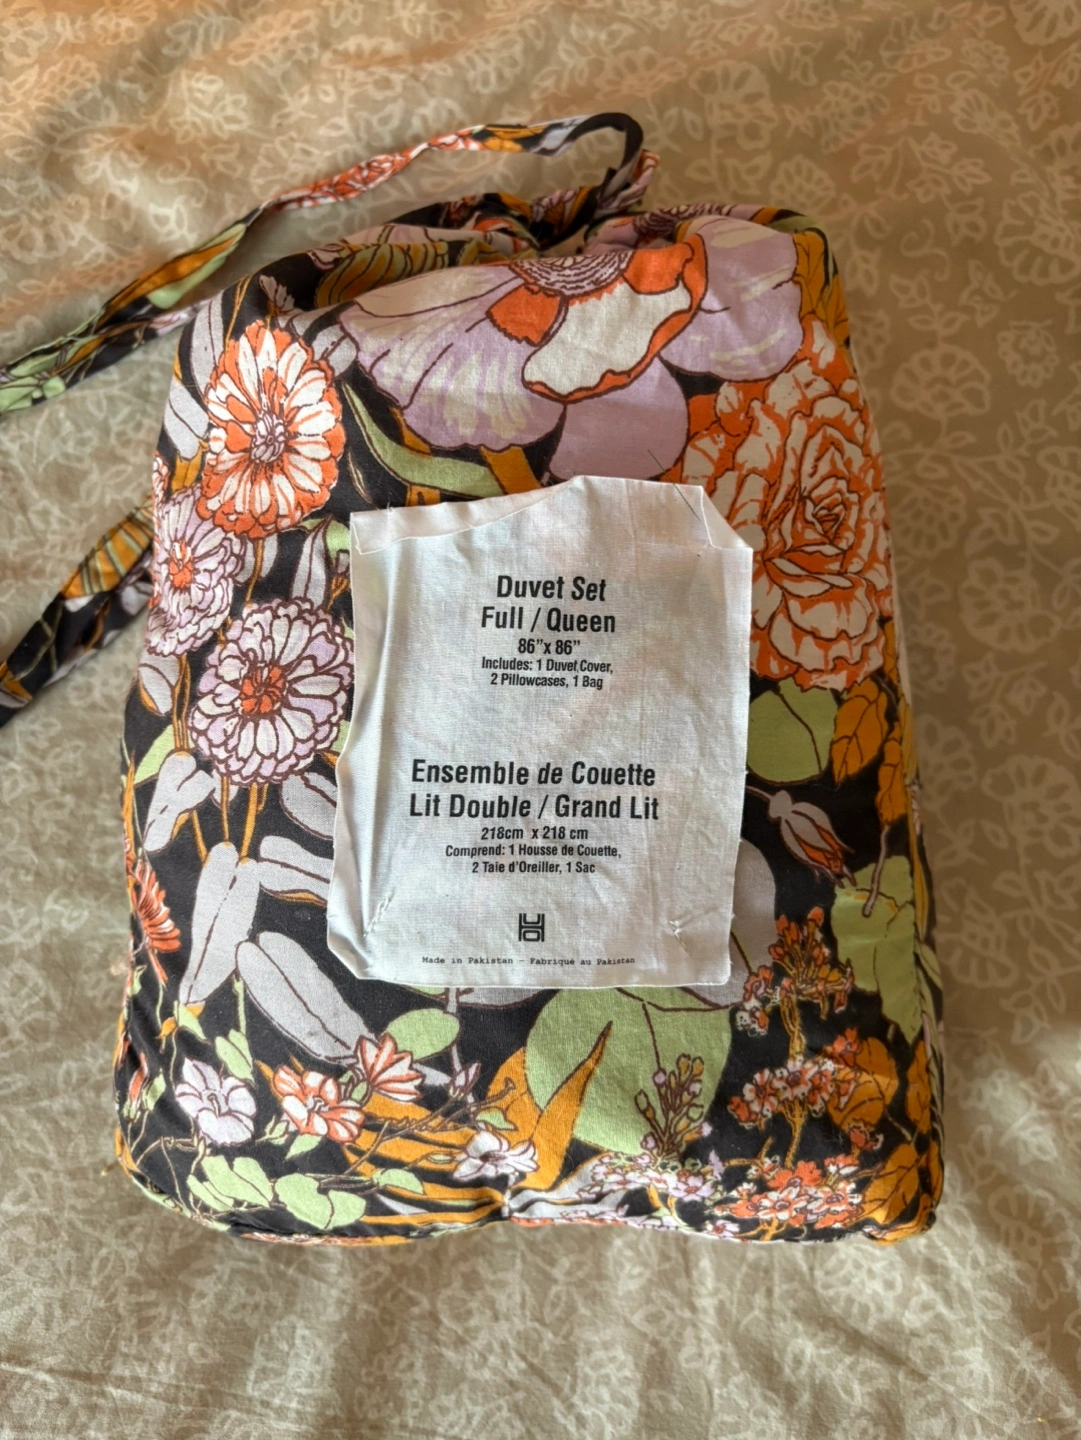 Duvet Set
Full / Queen
86”x 86”
Includes: 1 Duvet Cover,
2 Pillowcases, 1 Bag
Ensemble de Couette
Lit Double / Grand Lit
218cm x 218 cm
Comprend: 1 Housse de Couette,
2 Taie d'Oreiller, 1 Sac
Made in Pakistan — Fabriqué au Pakistan